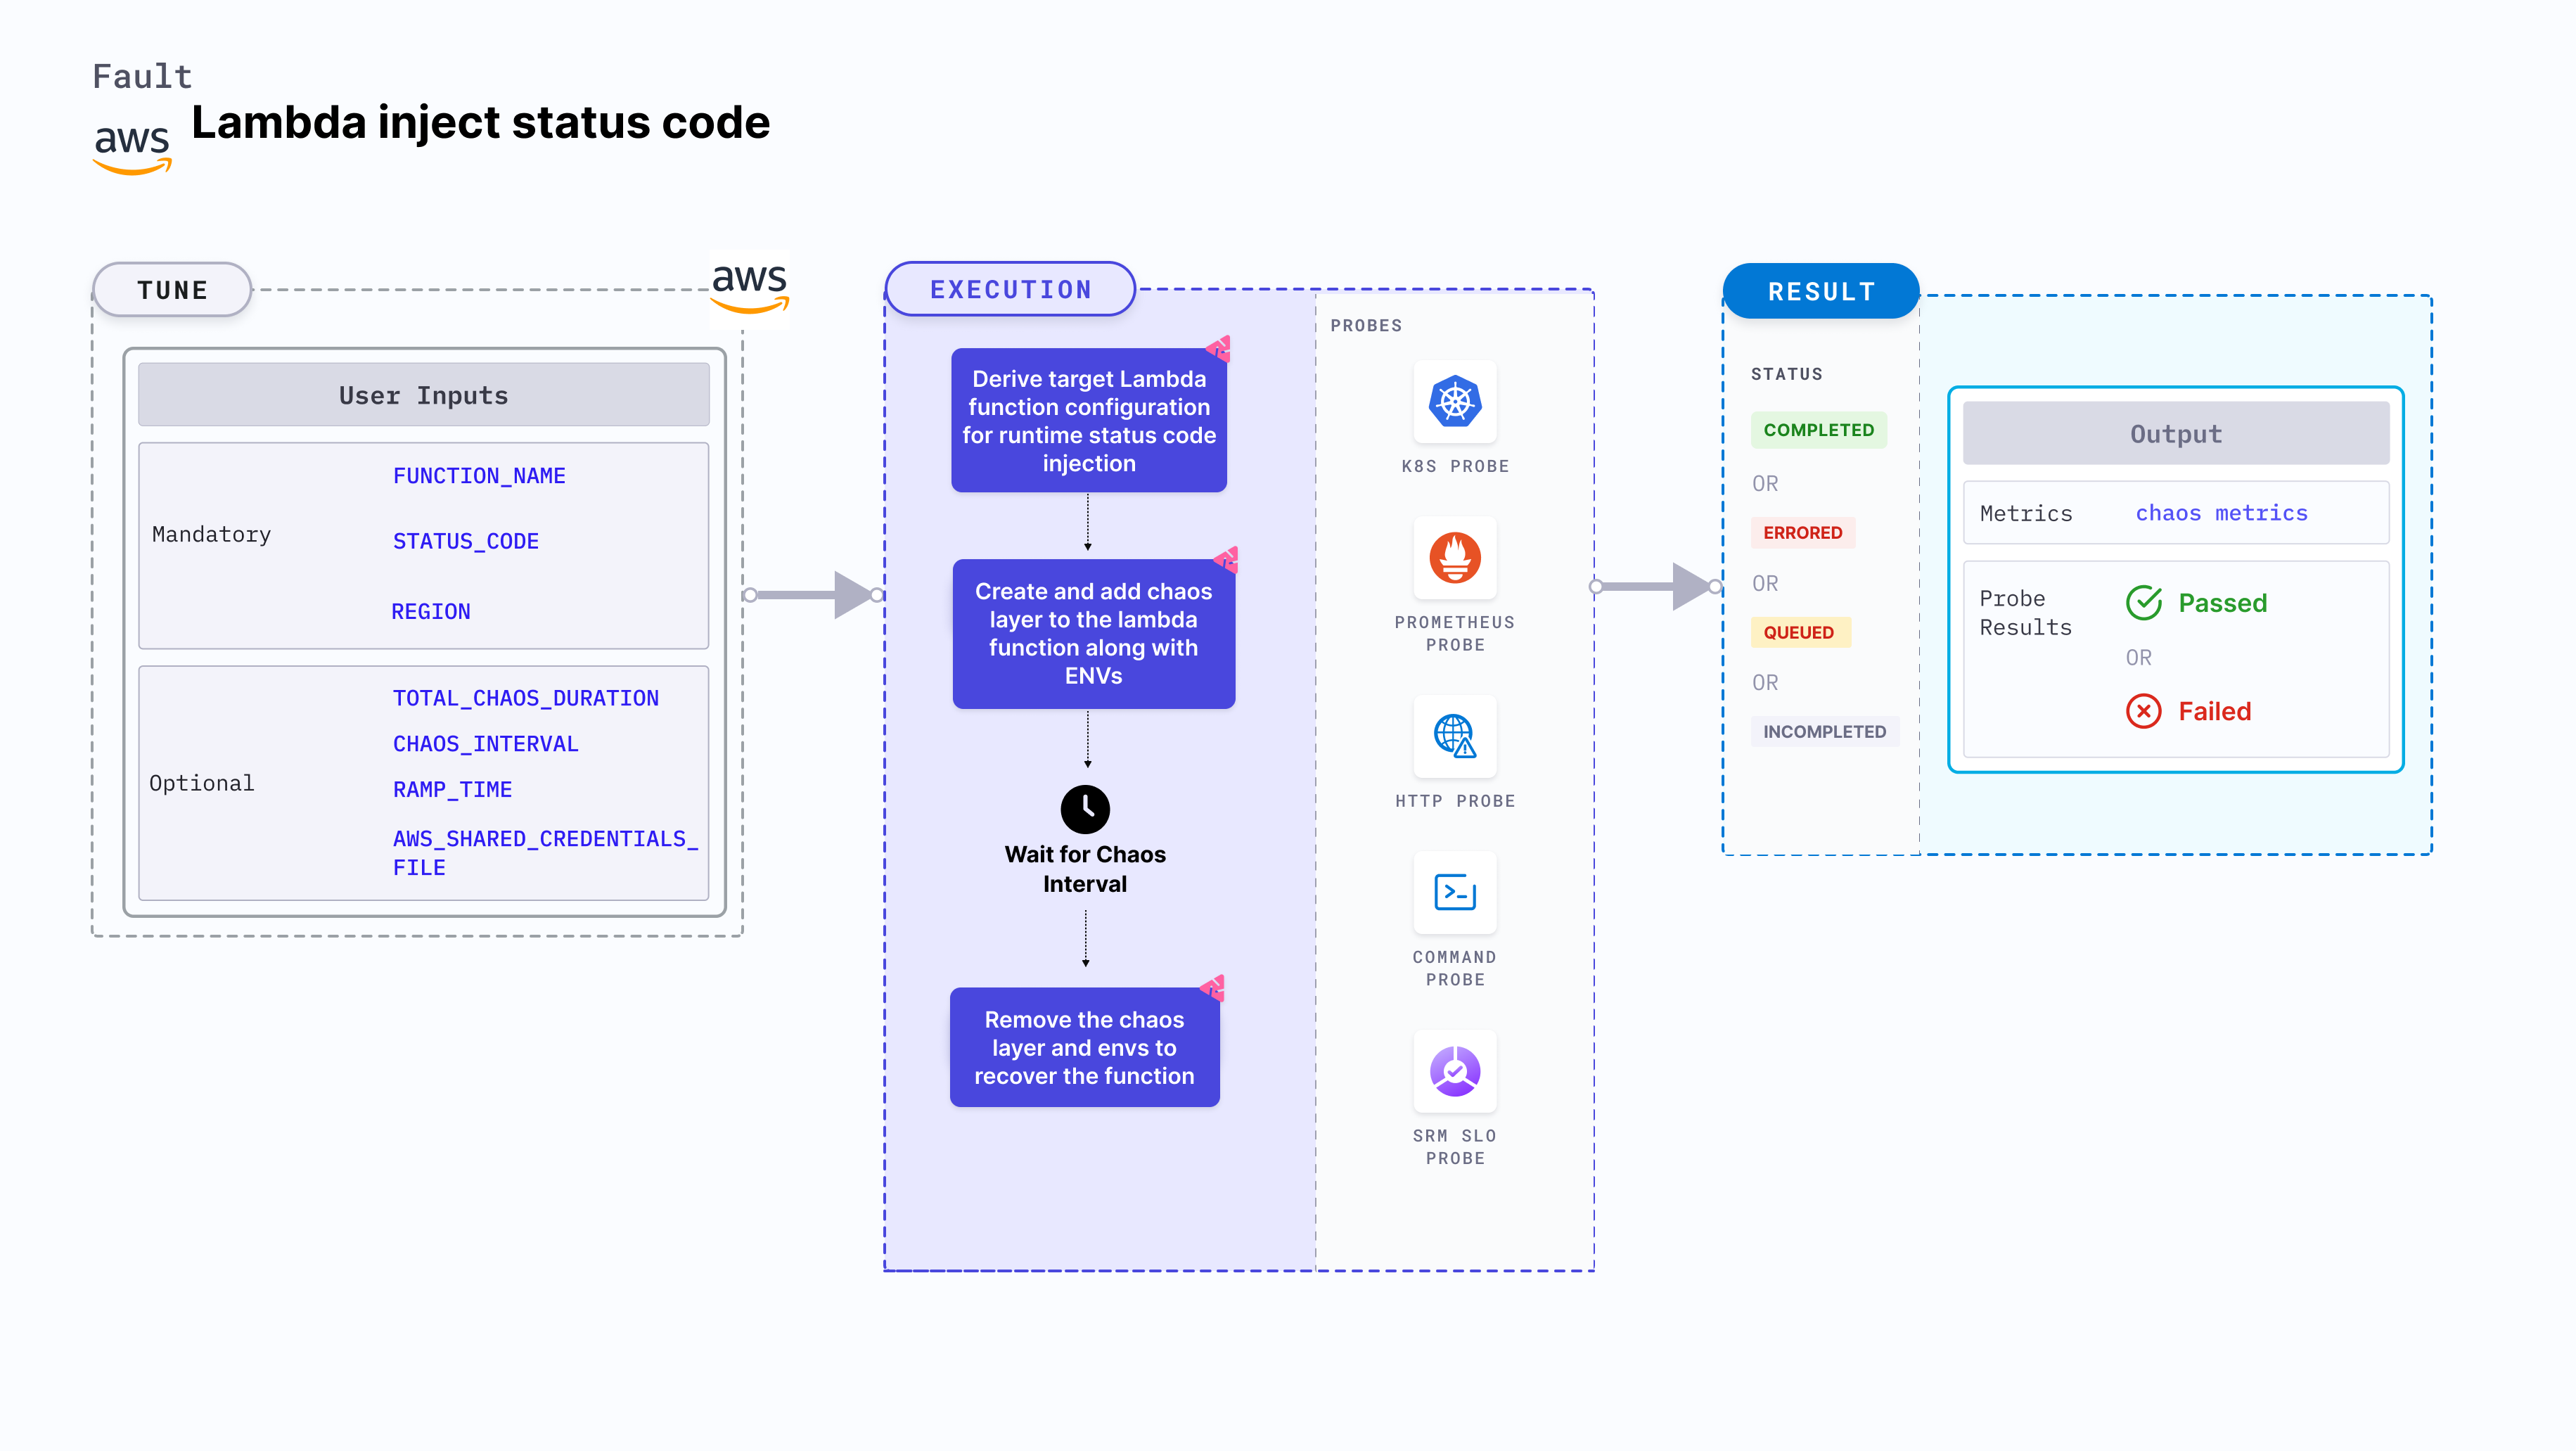 Fault
aws
Lambda inject status code
TUNE
aws
User Inputs
Mandatory
FUNCTION_NAME
STATUS_CODE
REGION
Optional
TOTAL_CHAOS_DURATION
CHAOS_INTERVAL
RAMP_TIME
AWS_SHARED_CREDENTIALS_
FILE
EXECUTION
Derive target Lambda
function configuration
for runtime status code
injection
Create and add chaos
layer to the lambda
function along with
ENVs
Wait for Chaos
Interval
Remove the chaos
layer and envs to
recover the function
PROBES
K8S PROBE
PROMETHEUS
PROBE
HTTP PROBE
COMMAND
PROBE
SRM SLO
PROBE
RESULT
STATUS
COMPLETED
OR
ERRORED
OR
QUEUED
OR
INCOMPLETED
Output
Metrics
chaos metrics
Probe
Results
Passed
OR
Failed